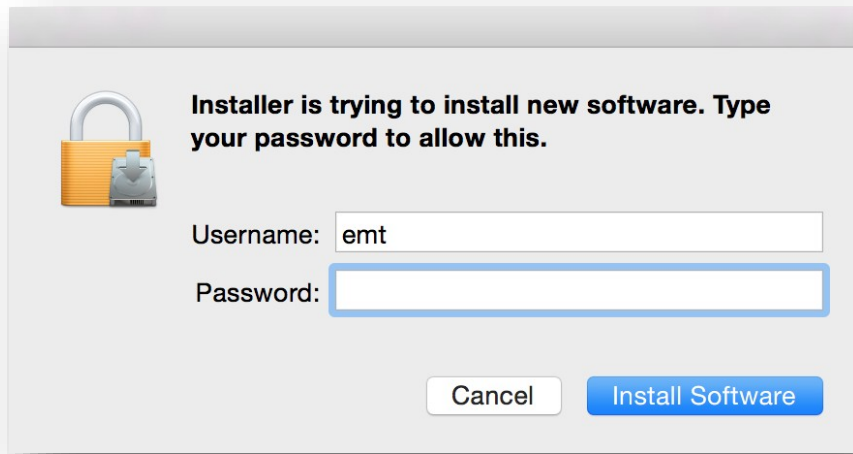 Installer is trying to install new software. Type
your password to allow this.
Username: emt
Password:
Cancel Install Software